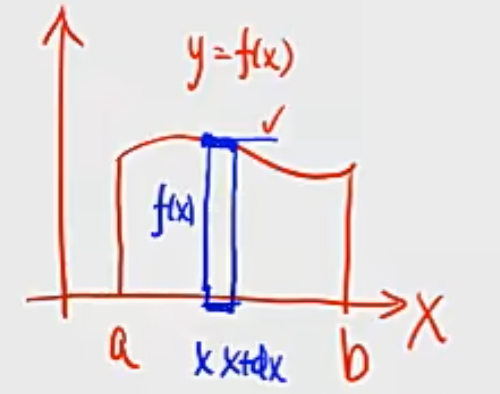 y=f(x)
f(x)
X
a
x x+dx
b